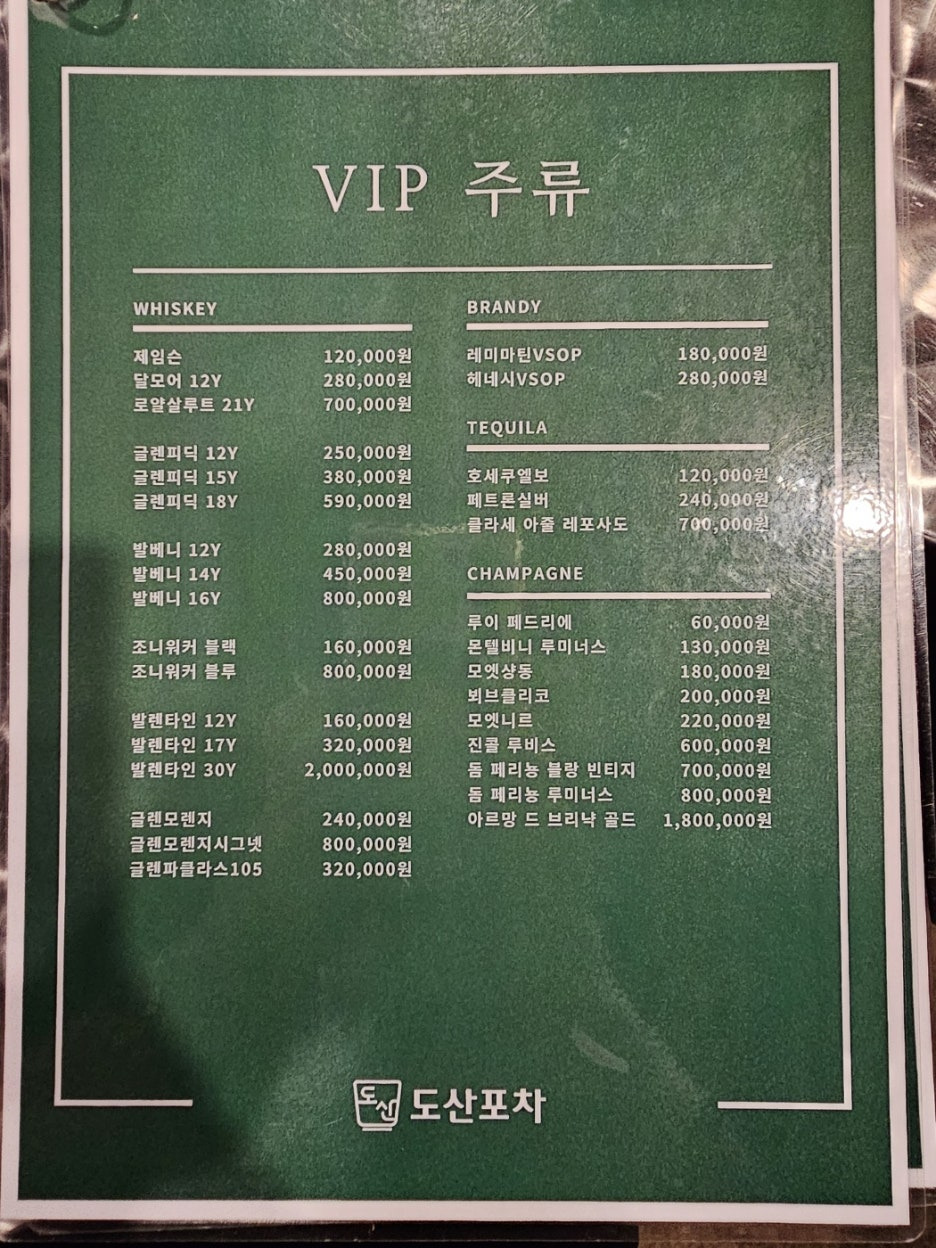 VIP 주류
WHISKEY
제임슨 120,000원
달모어 12Y 280,000원
로얄살루트 21Y 700,000원
글렌피딕 12Y 250,000원
글렌피딕 15Y 380,000원
글렌피딕 18Y 590,000원
발베니 12Y 280,000원
발베니 14Y 450,000원
발베니 16Y 800,000원
조니워커 블랙 160,000원
조니워커 블루 800,000원
발렌타인 12Y 160,000원
발렌타인 17Y 320,000원
발렌타인 30Y 2,000,000원
글렌모렌지 240,000원
글렌모렌지시그넷 800,000원
글렌파클라스105 320,000원
BRANDY
레미마틴VSOP 180,000원
헤네시VSOP 280,000원
TEQUILA
호세쿠엘보 120,000원
페트론실버 240,000원
클라세 아줄 레포사도 700,000원
CHAMPAGNE
루이 페드리에 60,000원
몬텔비니 루미너스 130,000원
모엣샹동 180,000원
뵈브클리코 200,000원
모엣니르 220,000원
진콜 루비스 600,000원
돔 페리뇽 블랑 빈티지 700,000원
돔 페리뇽 루미너스 800,000원
아르망 드 브리냑 골드 1,800,000원
도산 도산포차